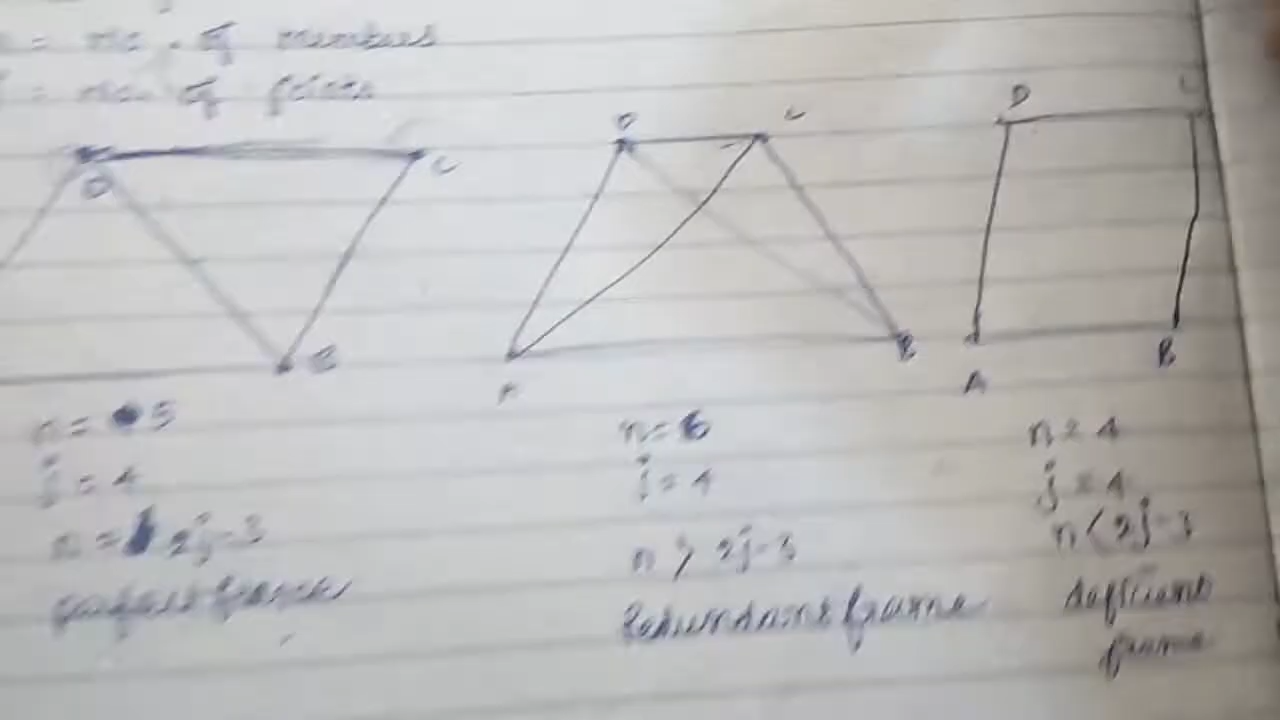 n = no. of members
j = no. of joints
D C
D C
D C
B
A B
A B
n = 5
j = 4
n = 2j-3
perfect frame
n = 6
j = 4
n > 2j-3
Redundant frame
n = 4
j = 4
n < 2j-3
deficient
frame